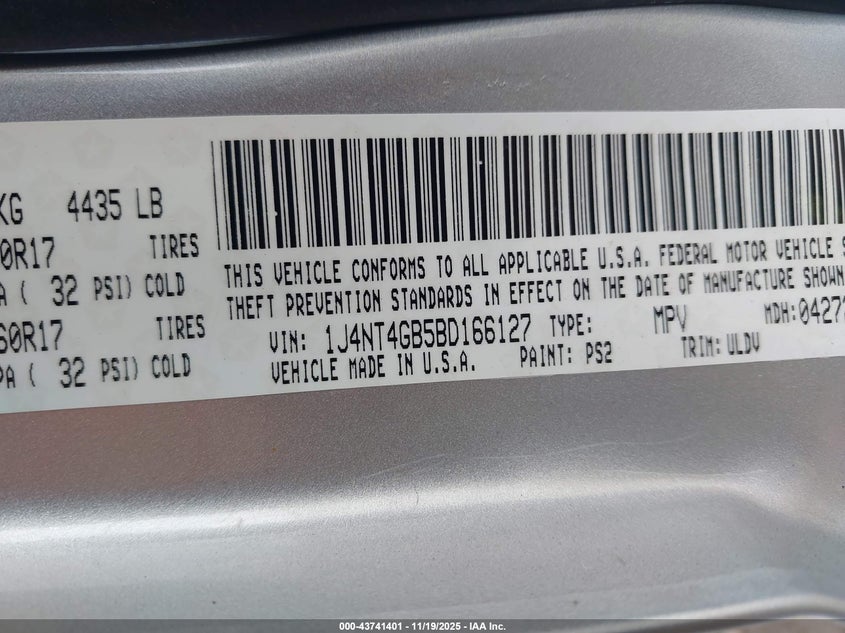 KG 4435 LB
0R17 TIRES
A ( 32 PSI) COLD
60R17 TIRES
PA ( 32 PSI) COLD
THIS VEHICLE CONFORMS TO ALL APPLICABLE U.S.A. FEDERAL MOTOR VEHICLE S
THEFT PREVENTION STANDARDS IN EFFECT ON THE DATE OF MANUFACTURE SHOWN
VIN: 1J4NT4GB5BD166127 TYPE: MPV MDH:0427
VEHICLE MADE IN U.S.A. PAINT: PS2 TRIM: ULDV
000-43741401 - 11/19/2025 - IAA Inc.